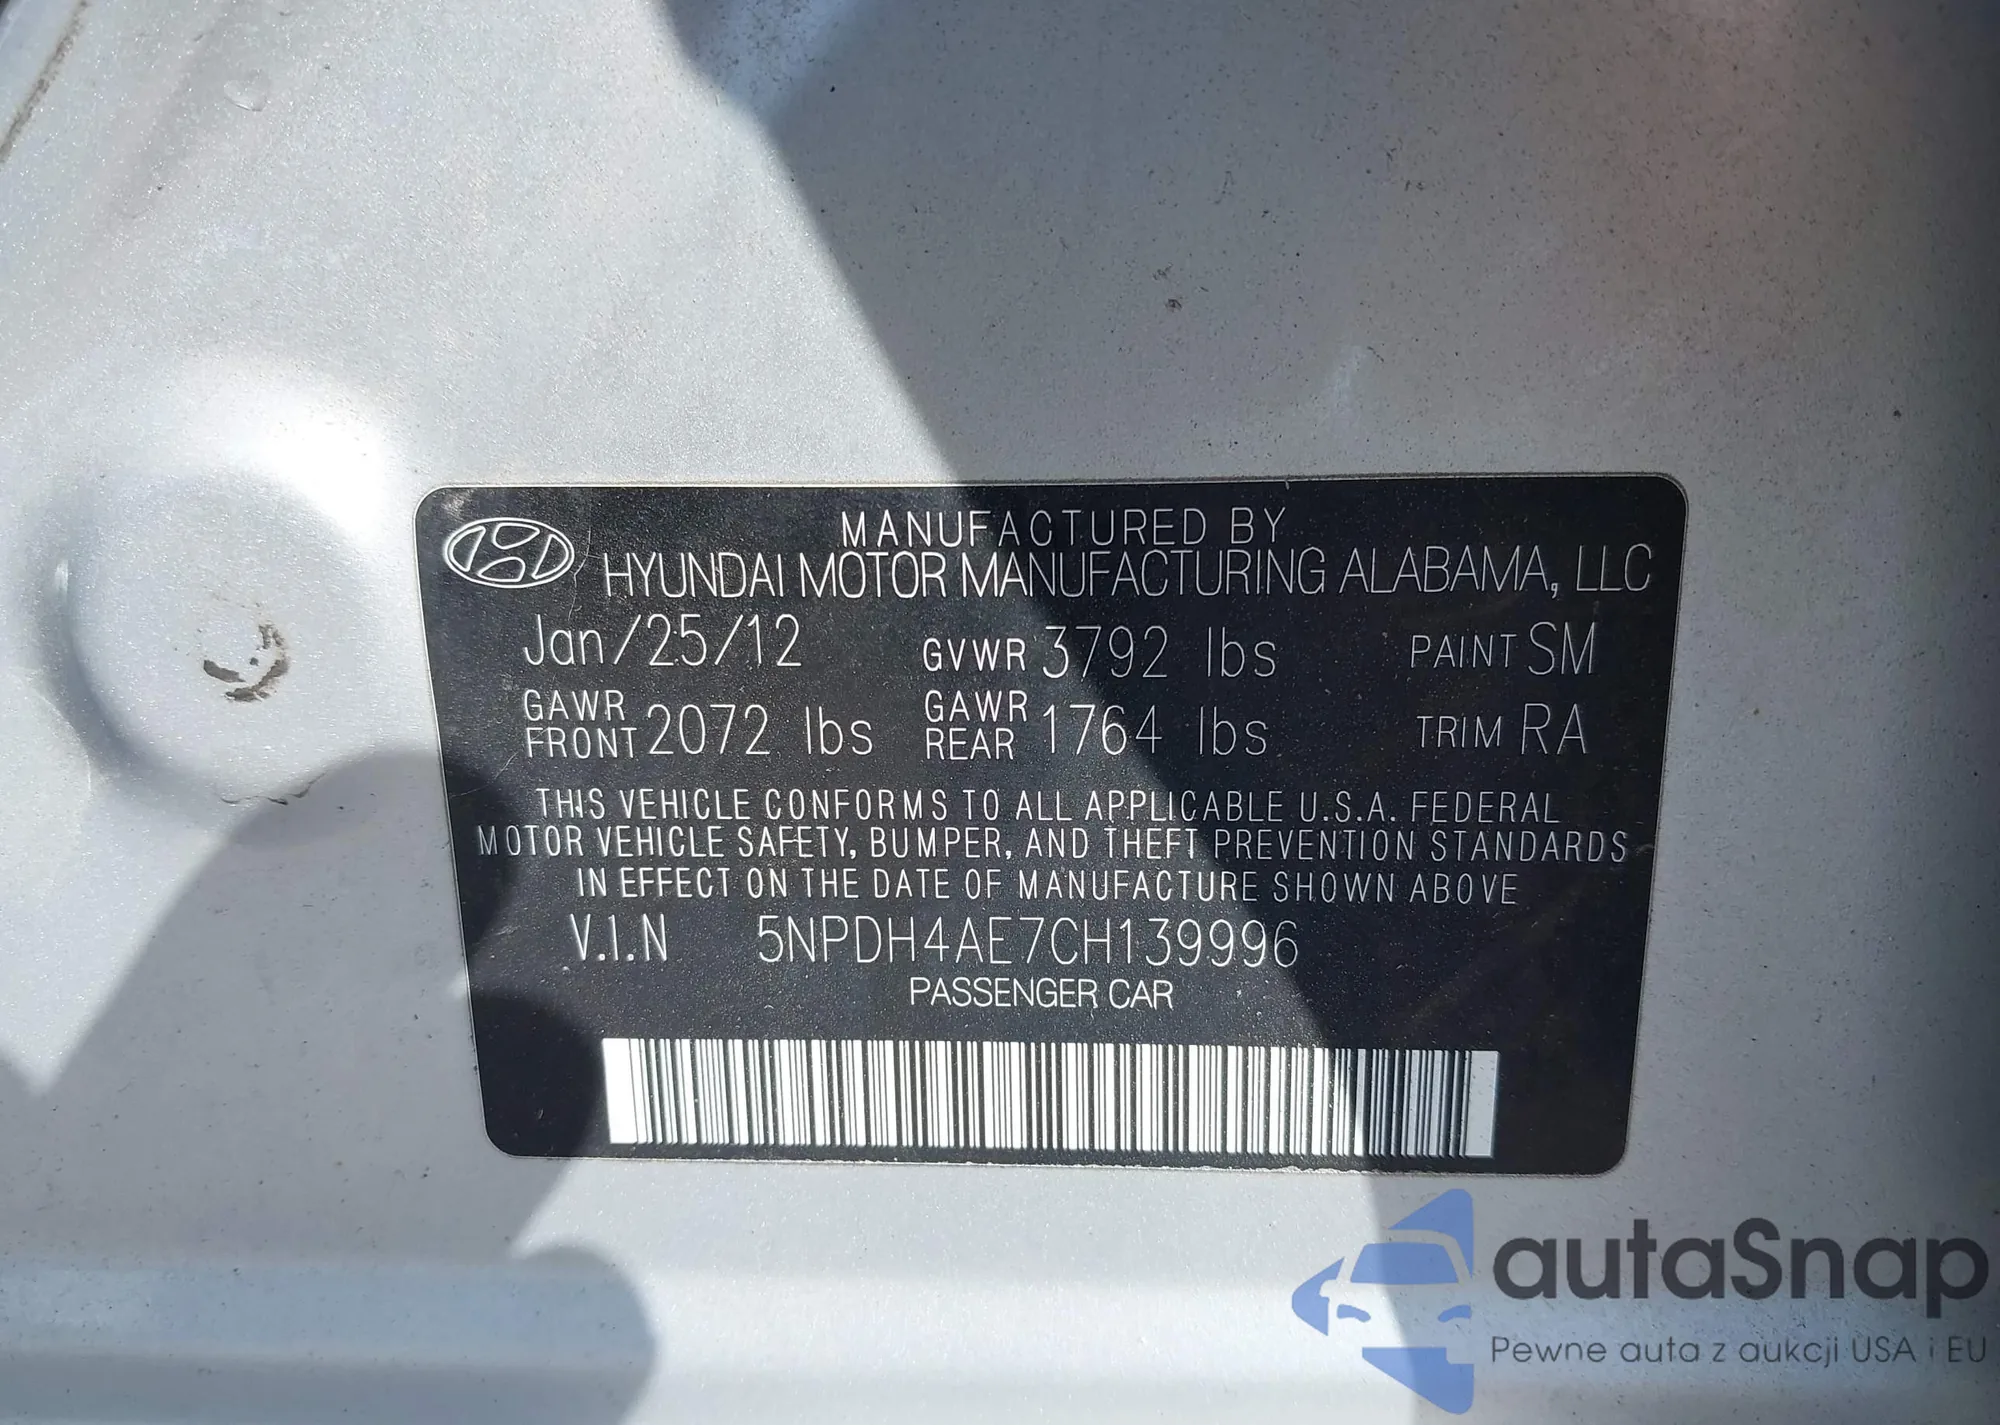 MANUFACTURED BY
HYUNDAI MOTOR MANUFACTURING ALABAMA, LLC
Jan/25/12 GVWR 3792 lbs PAINT SM
GAWR FRONT 2072 lbs GAWR REAR 1764 lbs TRIM RA
THIS VEHICLE CONFORMS TO ALL APPLICABLE U.S.A. FEDERAL
MOTOR VEHICLE SAFETY, BUMPER, AND THEFT PREVENTION STANDARDS
IN EFFECT ON THE DATE OF MANUFACTURE SHOWN ABOVE
V.I.N 5NPDH4AE7CH139996
PASSENGER CAR
autaSnap
Pewne auta z aukcji USA i EU